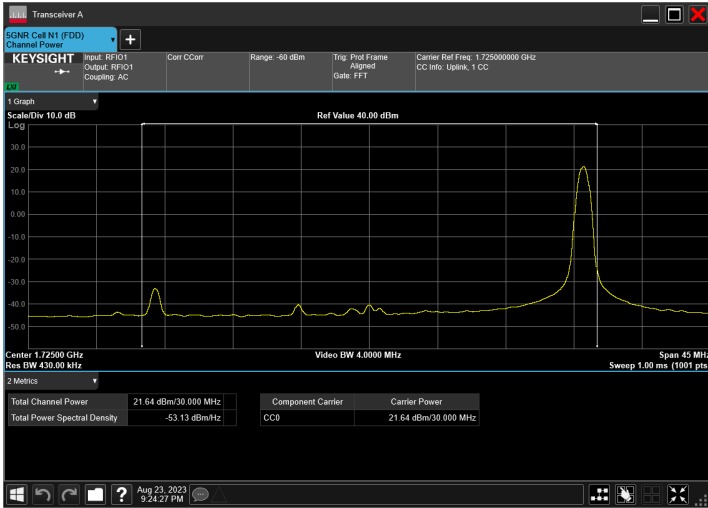 Transceiver A
5GNR Cell N1 (FDD)
Channel Power
KEYSIGHT
Input: RFIO1
Output: RFIO1
Coupling: AC
Corr CCorr
Range: -60 dBm
Trig: Prot Frame
Aligned
Gate: FFT
Carrier Ref Freq: 1.725000000 GHz
CC Info: Uplink, 1 CC
LXI
1 Graph
Scale/Div 10.0 dB
Ref Value 40.00 dBm
Log
30.0
20.0
10.0
0.00
-10.0
-20.0
-30.0
-40.0
-50.0
Center 1.72500 GHz
Video BW 4.0000 MHz
Span 45 MHz
Res BW 430.00 kHz
Sweep 1.00 ms (1001 pts
2 Metrics
Total Channel Power 21.64 dBm/30.000 MHz
Total Power Spectral Density -53.13 dBm/Hz
Component Carrier Carrier Power
CC0 21.64 dBm/30.000 MHz
?
Aug 23, 2023
9:24:27 PM